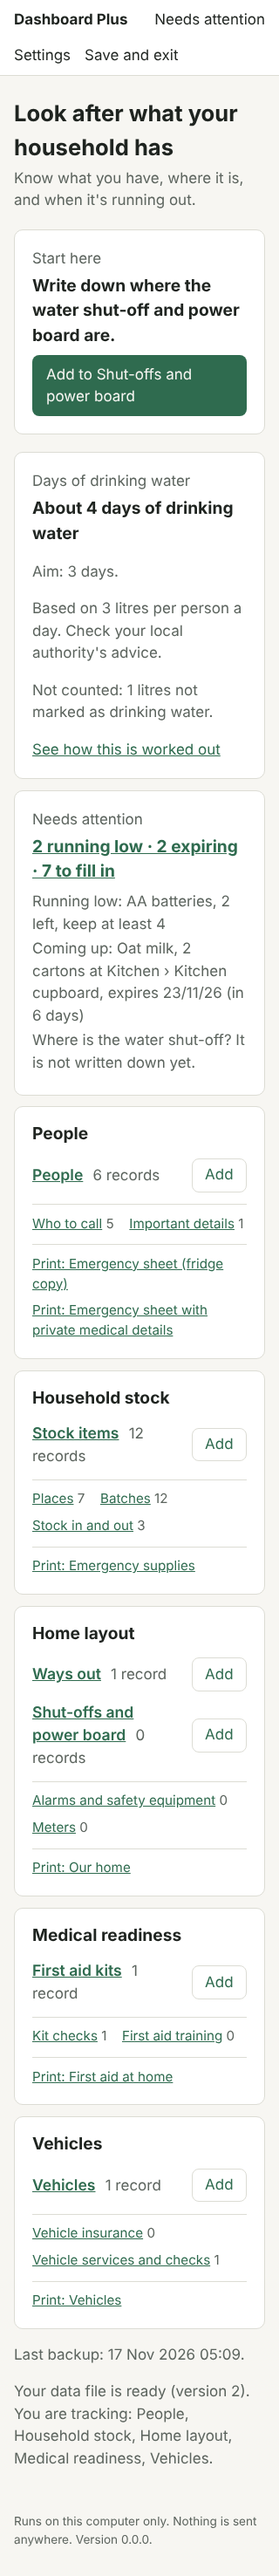 Dashboard Plus Needs attention
Settings Save and exit
Look after what your
household has
Know what you have, where it is,
and when it's running out.
Start here
Write down where the
water shut-off and power
board are.
Add to Shut-offs and
power board
Days of drinking water
About 4 days of drinking
water
Aim: 3 days.
Based on 3 litres per person a
day. Check your local
authority's advice.
Not counted: 1 litres not
marked as drinking water.
See how this is worked out
Needs attention
2 running low · 2 expiring
· 7 to fill in
Running low: AA batteries, 2
left, keep at least 4
Coming up: Oat milk, 2
cartons at Kitchen › Kitchen
cupboard, expires 23/11/26 (in
6 days)
Where is the water shut-off? It
is not written down yet.
People
People 6 records Add
Who to call 5 Important details 1
Print: Emergency sheet (fridge
copy)
Print: Emergency sheet with
private medical details
Household stock
Stock items 12
records Add
Places 7 Batches 12
Stock in and out 3
Print: Emergency supplies
Home layout
Ways out 1 record Add
Shut-offs and
power board 0
records Add
Alarms and safety equipment 0
Meters 0
Print: Our home
Medical readiness
First aid kits 1
record Add
Kit checks 1 First aid training 0
Print: First aid at home
Vehicles
Vehicles 1 record Add
Vehicle insurance 0
Vehicle services and checks 1
Print: Vehicles
Last backup: 17 Nov 2026 05:09.
Your data file is ready (version 2).
You are tracking: People,
Household stock, Home layout,
Medical readiness, Vehicles.
Runs on this computer only. Nothing is sent
anywhere. Version 0.0.0.